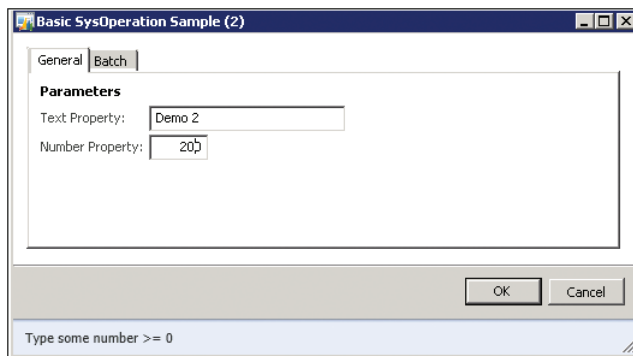 Basic SysOperation Sample (2)
General Batch
Parameters
Text Property: Demo 2
Number Property: 200
OK Cancel
Type some number >= 0